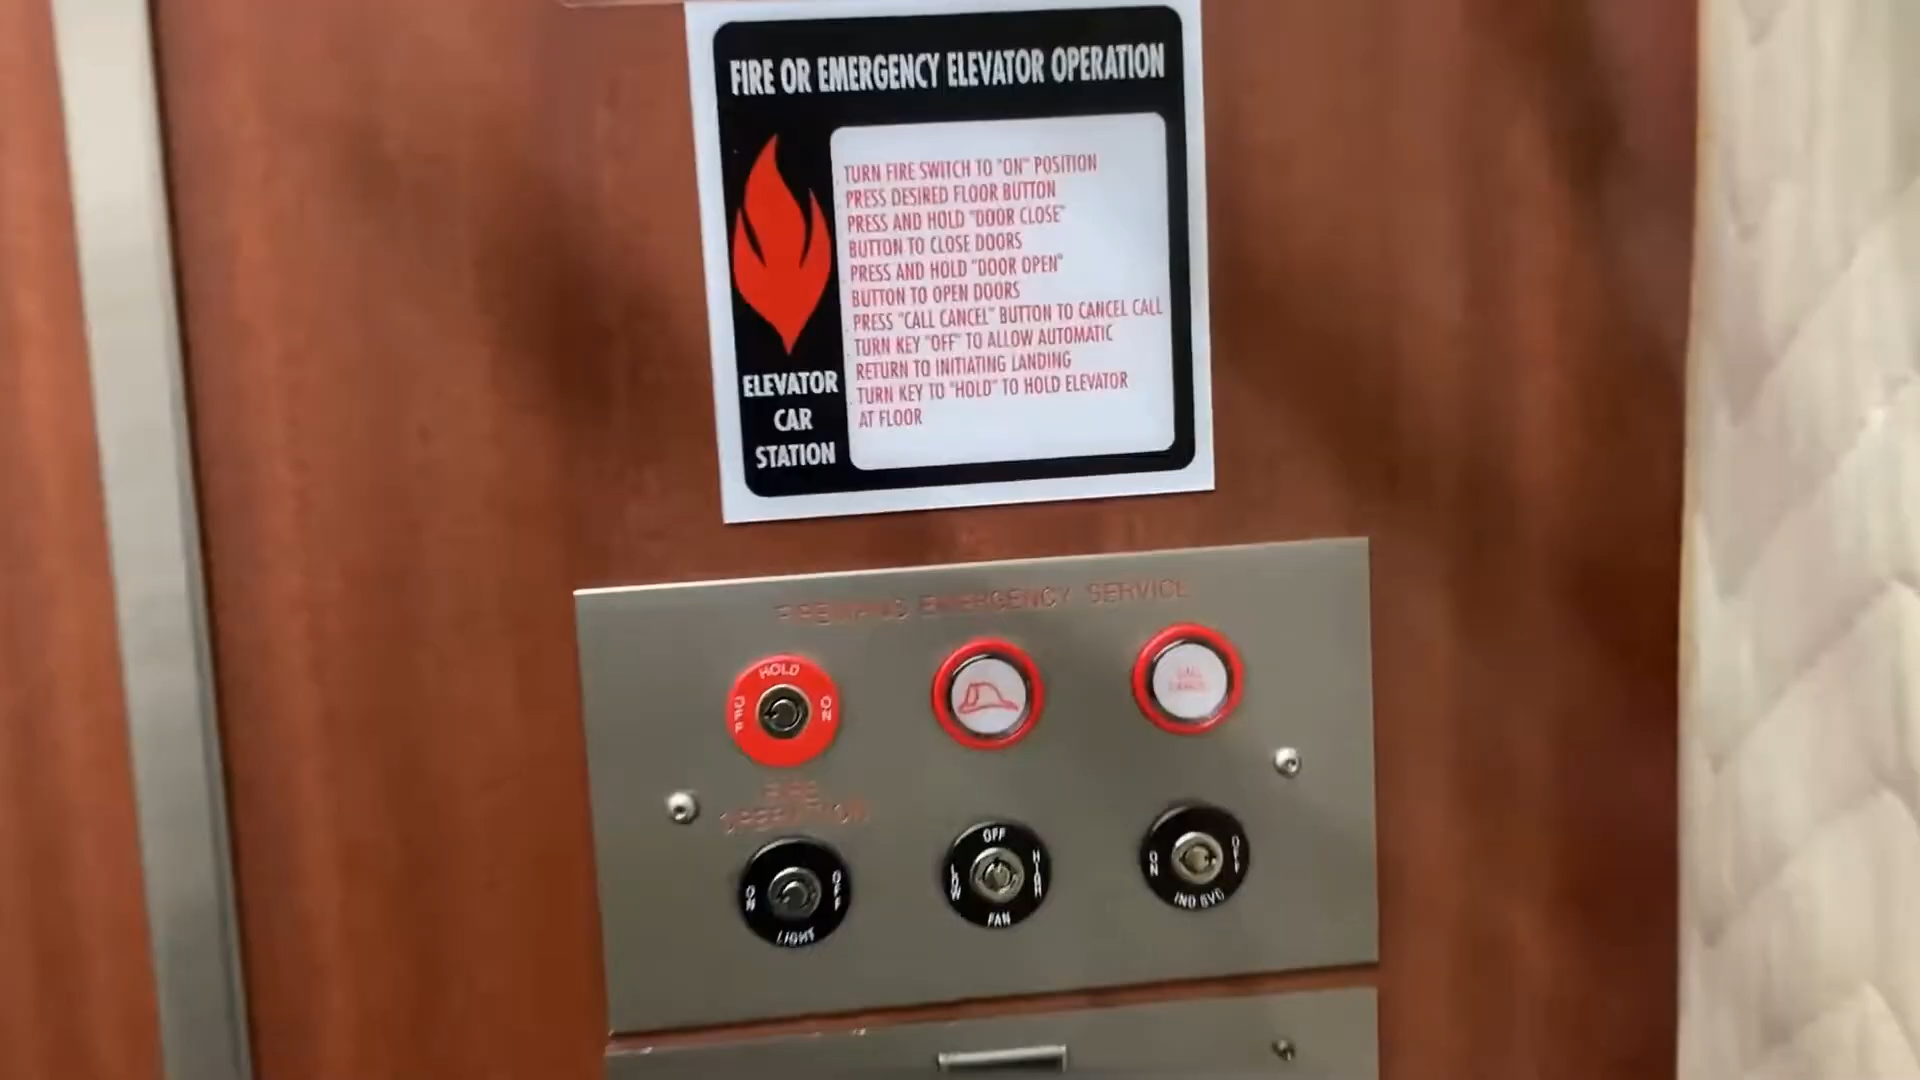 FIRE OR EMERGENCY ELEVATOR OPERATION
TURN FIRE SWITCH TO "ON" POSITION
PRESS DESIRED FLOOR BUTTON
PRESS AND HOLD "DOOR CLOSE"
BUTTON TO CLOSE DOORS
PRESS AND HOLD "DOOR OPEN"
BUTTON TO OPEN DOORS
PRESS "CALL CANCEL" BUTTON TO CANCEL CALL
TURN KEY "OFF" TO ALLOW AUTOMATIC
RETURN TO INITIATING LANDING
TURN KEY TO "HOLD" TO HOLD ELEVATOR
AT FLOOR
ELEVATOR
CAR
STATION
FIREMANS EMERGENCY SERVICE
HOLD
OFF
ON
CALL
CANCEL
FIRE
OPERATION
ON
OFF
LIGHT
OFF
LOW
HIGH
FAN
ON
OFF
IND SVC